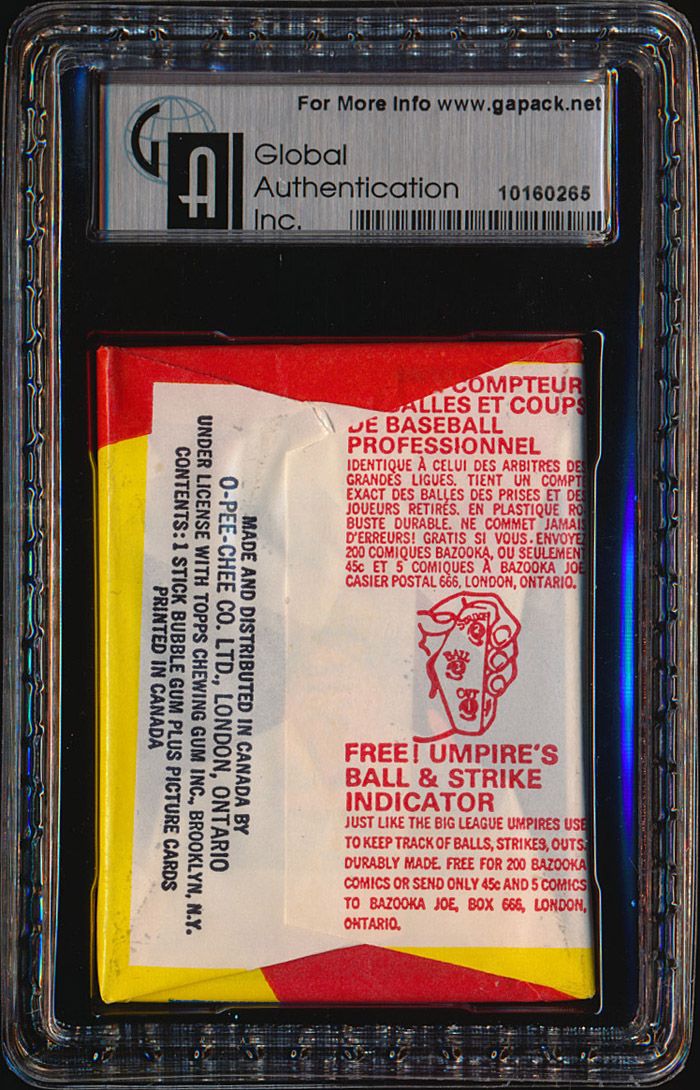 For More Info www.gapack.net
GA
Global
Authentication
Inc.
10160265
COMPTEUR
BALLES ET COUPS
DE BASEBALL
PROFESSIONNEL
IDENTIQUE À CELUI DES ARBITRES DES
GRANDES LIGUES. TIENT UN COMPT
EXACT DES BALLES DES PRISES ET DES
JOUEURS RETIRÉS. EN PLASTIQUE RO
BUSTE DURABLE. NE COMMET JAMAIS
D'ERREURS! GRATIS SI VOUS ENVOYEZ
200 COMIQUES BAZOOKA, OU SEULEMEN
45c ET 5 COMIQUES À BAZOOKA JOE
CASIER POSTAL 666, LONDON, ONTARIO.
STRIKE
BALL
OUT
FREE! UMPIRE'S
BALL & STRIKE
INDICATOR
JUST LIKE THE BIG LEAGUE UMPIRES USE
TO KEEP TRACK OF BALLS, STRIKES, OUTS.
DURABLY MADE. FREE FOR 200 BAZOOKA
COMICS OR SEND ONLY 45c AND 5 COMICS
TO BAZOOKA JOE, BOX 666, LONDON,
ONTARIO.
MADE AND DISTRIBUTED IN CANADA BY
O-PEE-CHEE CO. LTD., LONDON, ONTARIO
UNDER LICENSE WITH TOPPS CHEWING GUM INC., BROOKLYN, N.Y.
CONTENTS: 1 STICK BUBBLE GUM PLUS PICTURE CARDS
PRINTED IN CANADA